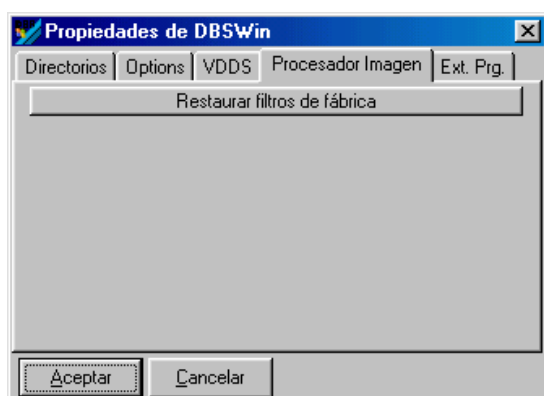 Propiedades de DBSWin
Directorios Options VDDS Procesador Imagen Ext. Prg.
Restaurar filtros de fábrica
Aceptar Cancelar